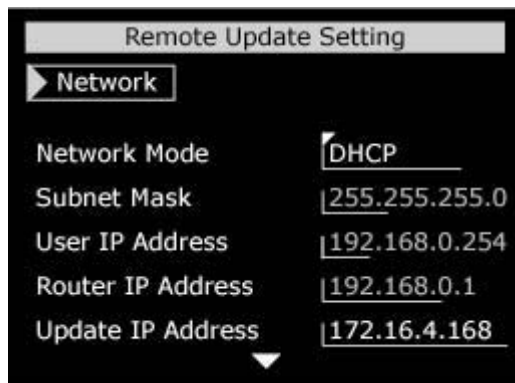 Remote Update Setting
Network
Network Mode DHCP
Subnet Mask 255.255.255.0
User IP Address 192.168.0.254
Router IP Address 192.168.0.1
Update IP Address 172.16.4.168